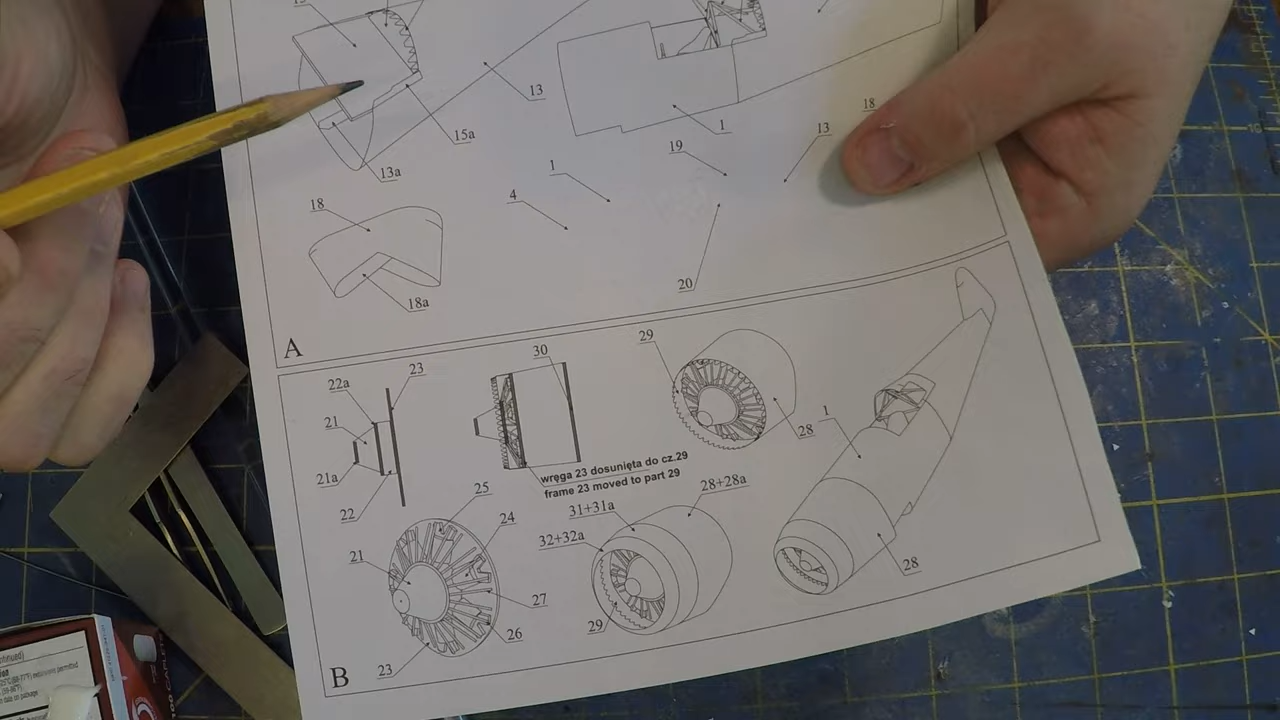 13
15a
13a
1
18
19
13
1
4
18
18a
20
A
30
29
23
22a
21
21a
22
28
1
wręga 23 dosunięta do cz.29
frame 23 moved to part 29
25
28+28a
31+31a
24
32+32a
21
28
27
26
29
23
B